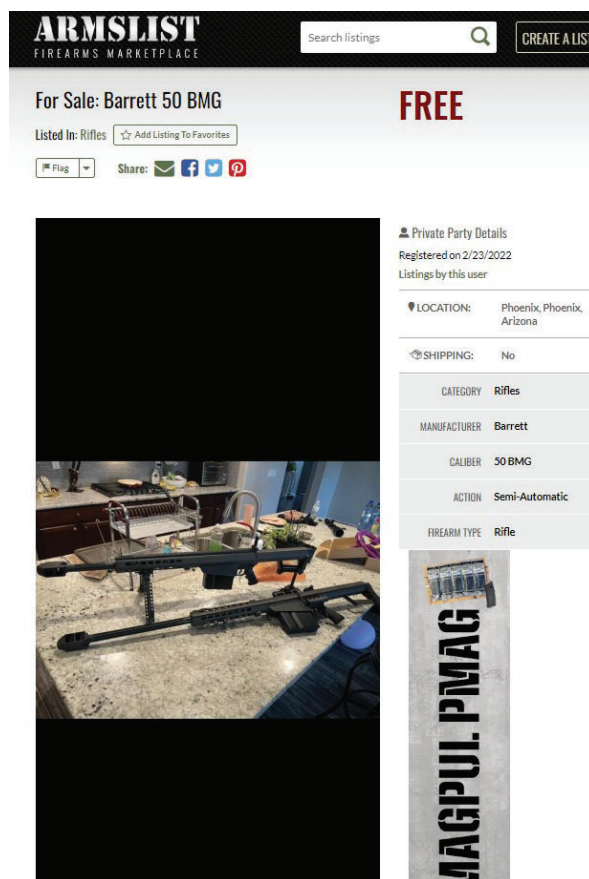 ARMSLIST
FIREARMS MARKETPLACE
Search listings
CREATE A LIS
For Sale: Barrett 50 BMG
FREE
Listed In: Rifles
Add Listing To Favorites
Flag
Share:
Private Party Details
Registered on 2/23/2022
Listings by this user
LOCATION: Phoenix, Phoenix,
Arizona
SHIPPING: No
CATEGORY Rifles
MANUFACTURER Barrett
CALIBER 50 BMG
ACTION Semi-Automatic
FIREARM TYPE Rifle
MAGPUL PMAG